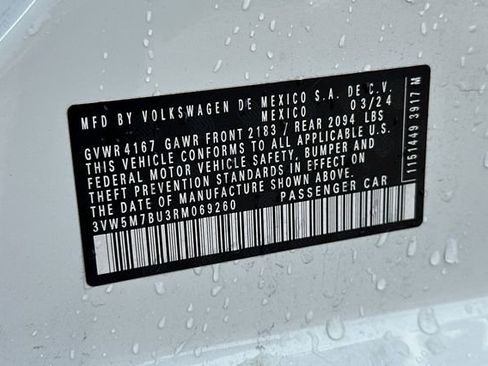 MFD BY VOLKSWAGEN DE MEXICO S.A. DE C.V.
MEXICO 03/24
GVWR 4167 GAWR FRONT 2183 / REAR 2094 LBS
THIS VEHICLE CONFORMS TO ALL APPLICABLE U.S.
FEDERAL MOTOR VEHICLE SAFETY, BUMPER AND
THEFT PREVENTION STANDARDS IN EFFECT ON
THE DATE OF MANUFACTURE SHOWN ABOVE.
3VW5M7BU3RM069260 PASSENGER CAR
11511449 3917 M